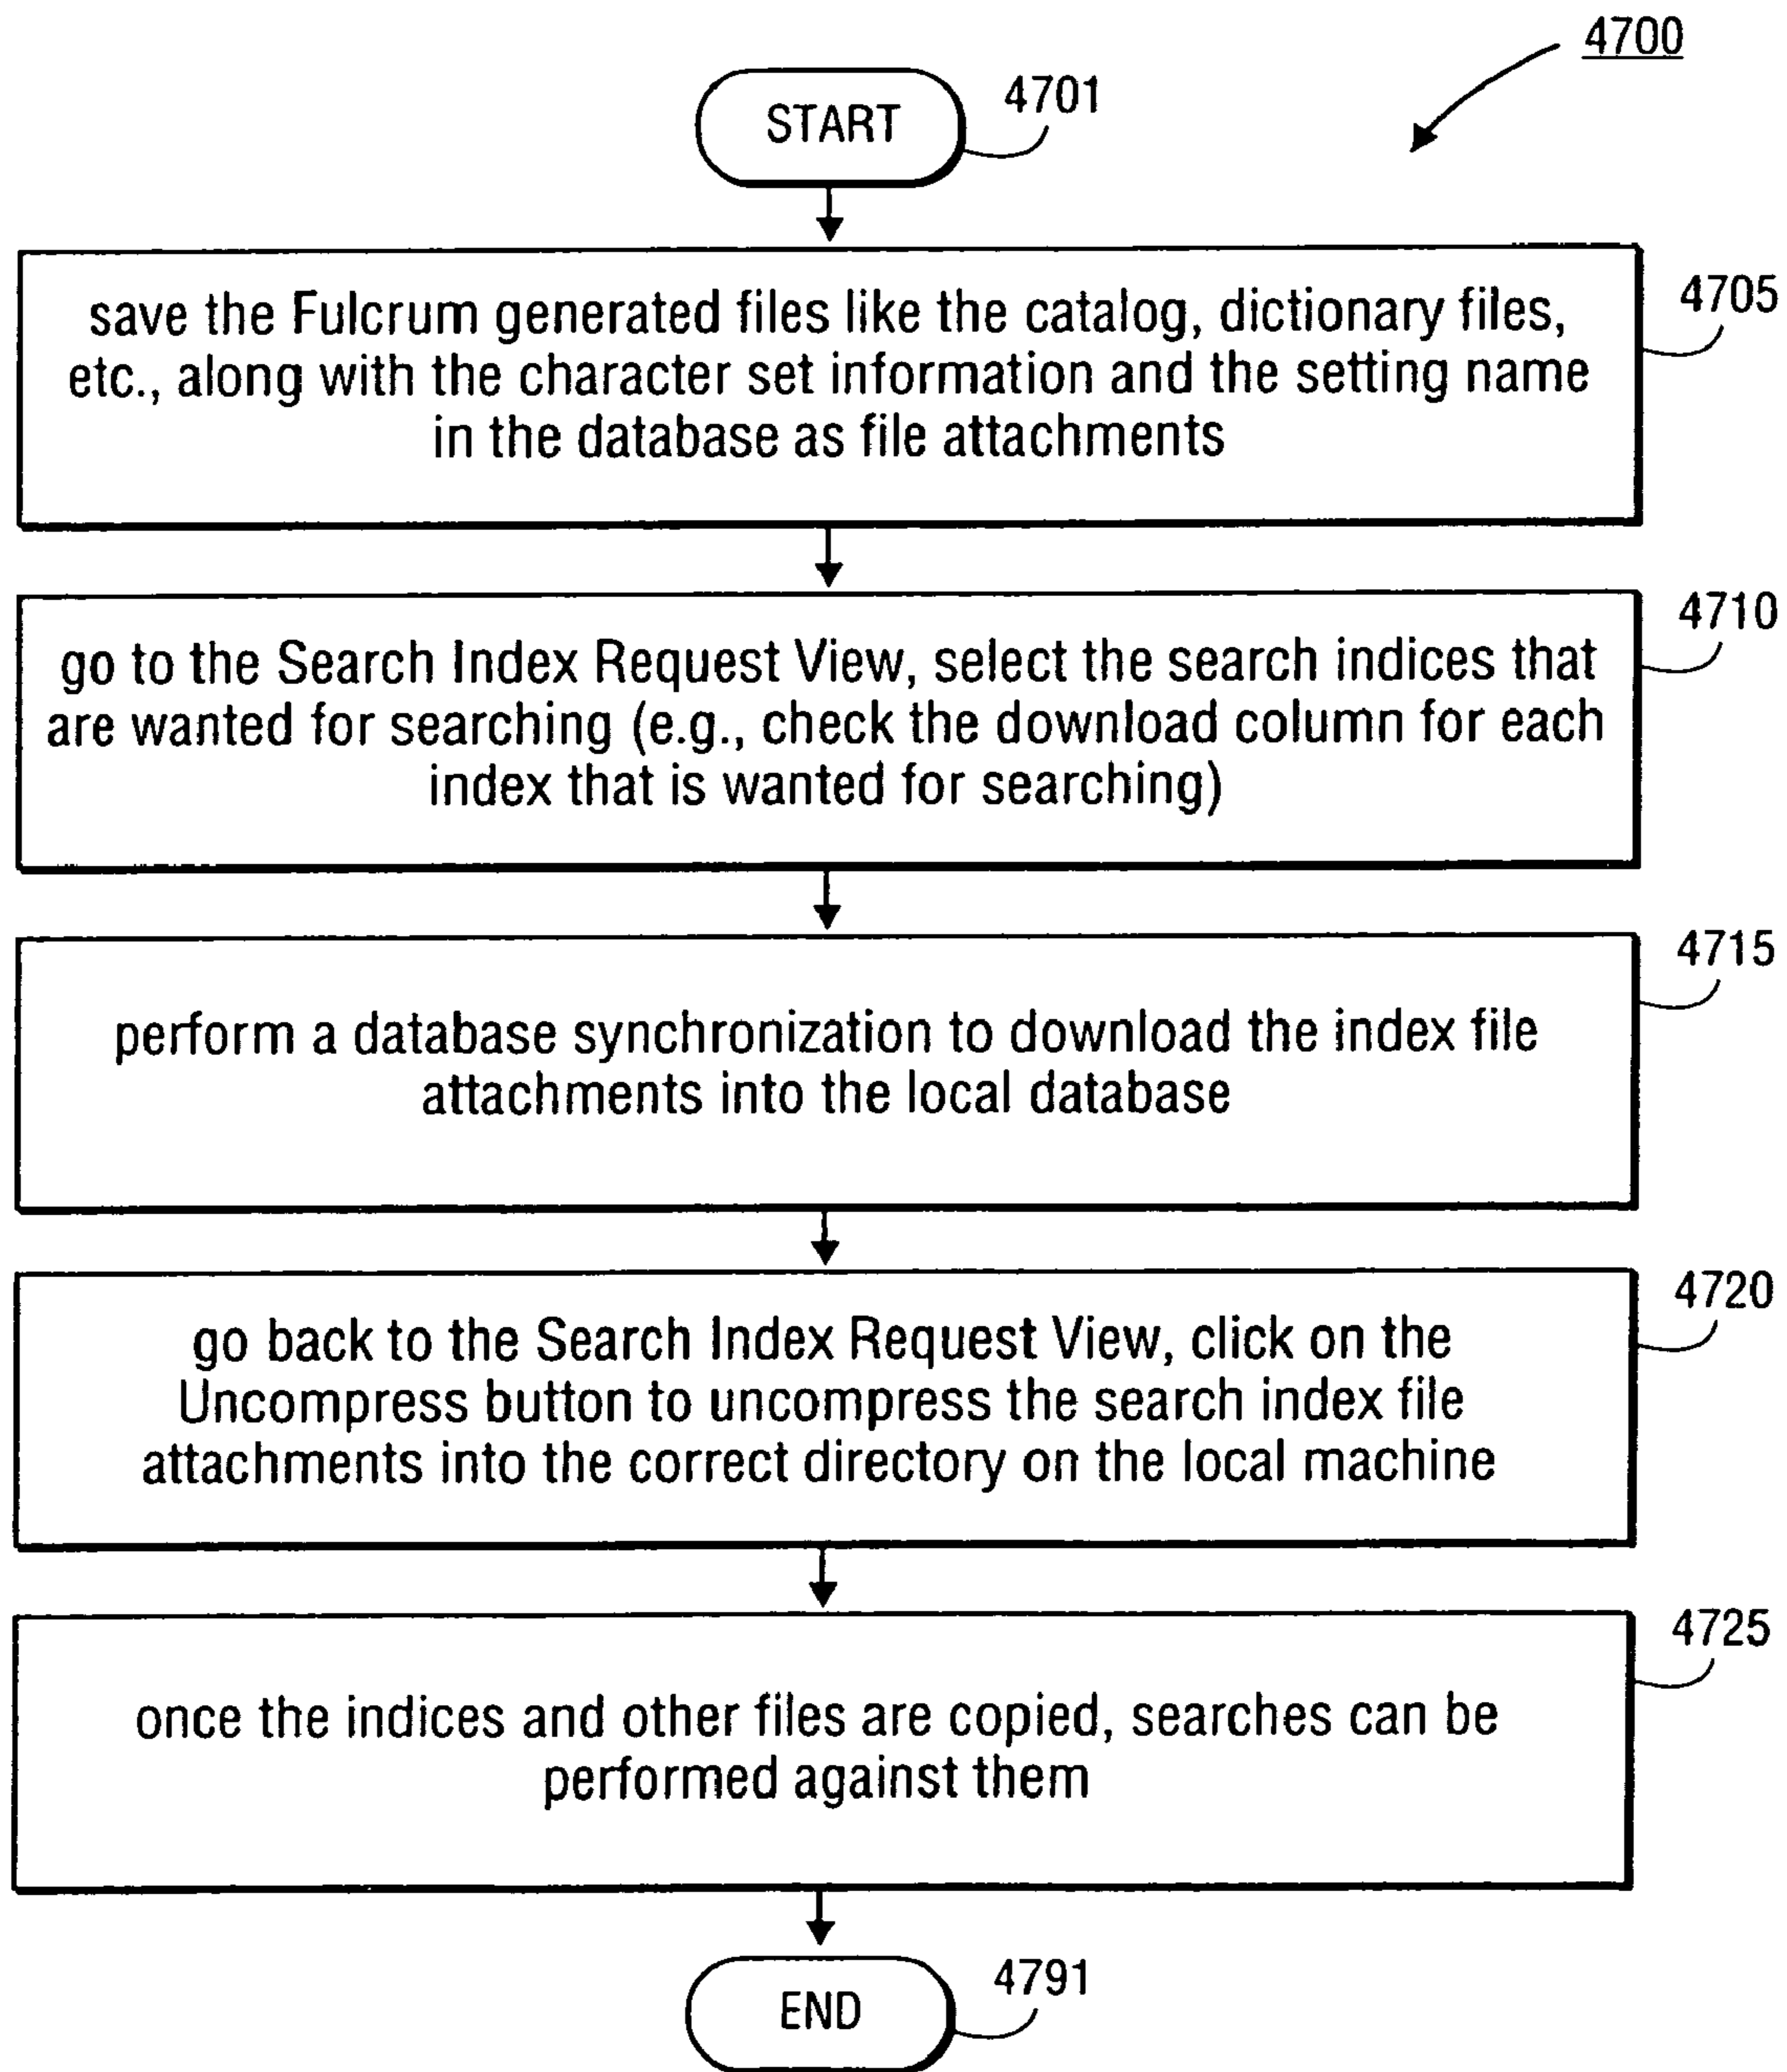 4700
START
4701
save the Fulcrum generated files like the catalog, dictionary files,
etc., along with the character set information and the setting name
in the database as file attachments
4705
go to the Search Index Request View, select the search indices that
are wanted for searching (e.g., check the download column for each
index that is wanted for searching)
4710
perform a database synchronization to download the index file
attachments into the local database
4715
go back to the Search Index Request View, click on the
Uncompress button to uncompress the search index file
attachments into the correct directory on the local machine
4720
once the indices and other files are copied, searches can be
performed against them
4725
END
4791